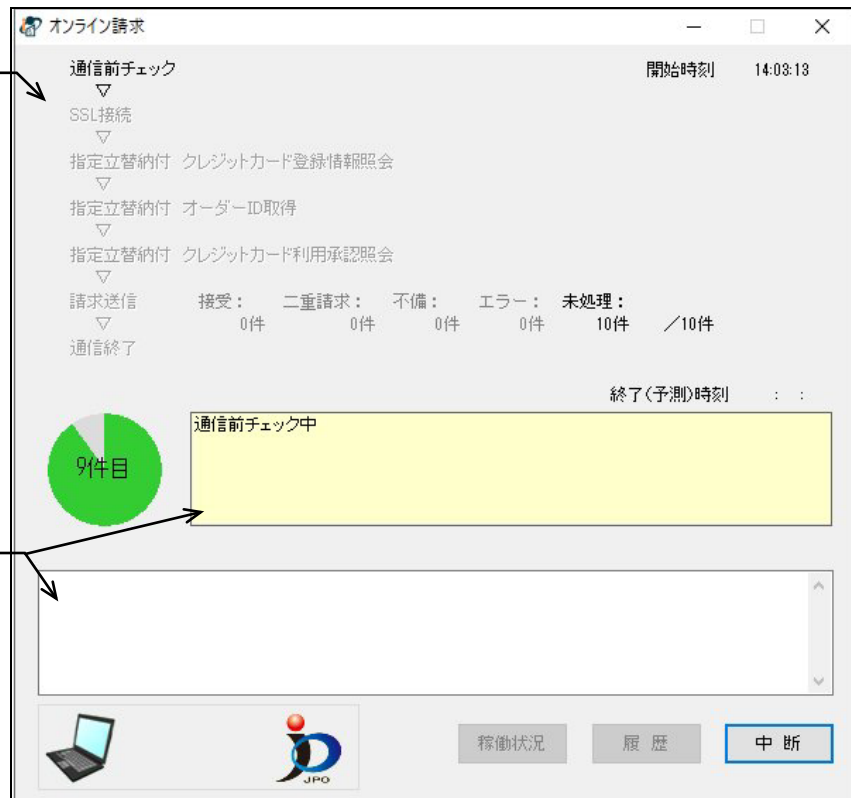 オンライン請求
通信前チェック 開始時刻 14:03:13
▽
SSL接続
▽
指定立替納付 クレジットカード登録情報照会
▽
指定立替納付 オーダーID取得
▽
指定立替納付 クレジットカード利用承認照会
▽
請求送信 接受： 二重請求： 不備： エラー： 未処理：
▽ 0件 0件 0件 0件 10件 ／10件
通信終了
終了(予測)時刻 : :
通信前チェック中
9件目
JPO
稼働状況 履 歴 中 断